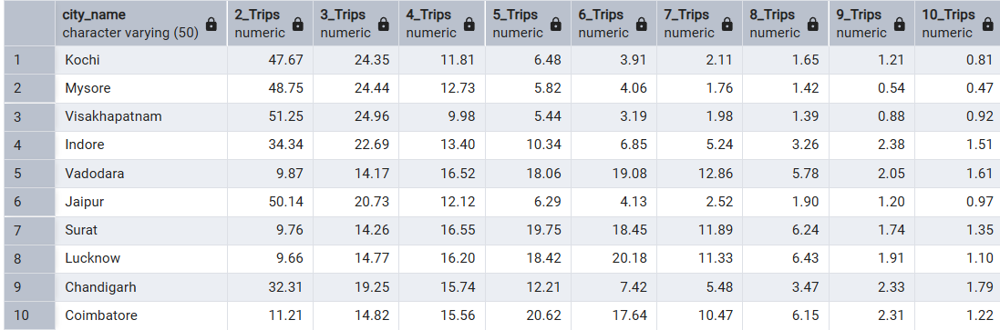 city_name 2_Trips 3_Trips 4_Trips 5_Trips 6_Trips 7_Trips 8_Trips 9_Trips 10_Trips
character varying (50) numeric numeric numeric numeric numeric numeric numeric numeric numeric
1 Kochi 47.67 24.35 11.81 6.48 3.91 2.11 1.65 1.21 0.81
2 Mysore 48.75 24.44 12.73 5.82 4.06 1.76 1.42 0.54 0.47
3 Visakhapatnam 51.25 24.96 9.98 5.44 3.19 1.98 1.39 0.88 0.92
4 Indore 34.34 22.69 13.40 10.34 6.85 5.24 3.26 2.38 1.51
5 Vadodara 9.87 14.17 16.52 18.06 19.08 12.86 5.78 2.05 1.61
6 Jaipur 50.14 20.73 12.12 6.29 4.13 2.52 1.90 1.20 0.97
7 Surat 9.76 14.26 16.55 19.75 18.45 11.89 6.24 1.74 1.35
8 Lucknow 9.66 14.77 16.20 18.42 20.18 11.33 6.43 1.91 1.10
9 Chandigarh 32.31 19.25 15.74 12.21 7.42 5.48 3.47 2.33 1.79
10 Coimbatore 11.21 14.82 15.56 20.62 17.64 10.47 6.15 2.31 1.22